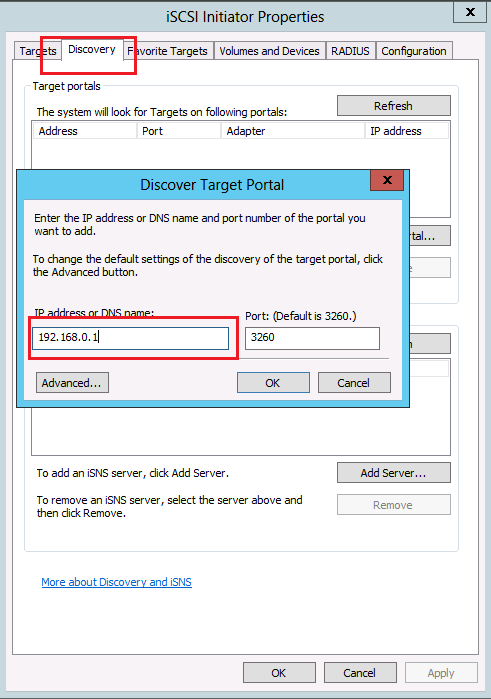 iSCSI Initiator Properties
x
Targets Discovery Favorite Targets Volumes and Devices RADIUS Configuration
Target portals
The system will look for Targets on following portals: Refresh
Address Port Adapter IP address
Discover Target Portal
x
Enter the IP address or DNS name and port number of the portal you
want to add.
To change the default settings of the discovery of the target portal, click
the Advanced button.
IP address or DNS name: Port: (Default is 3260.)
192.168.0.1 3260
Advanced... OK Cancel
To add an iSNS server, click Add Server. Add Server...
To remove an iSNS server, select the server above and
then click Remove. Remove
More about Discovery and iSNS
OK Cancel Apply